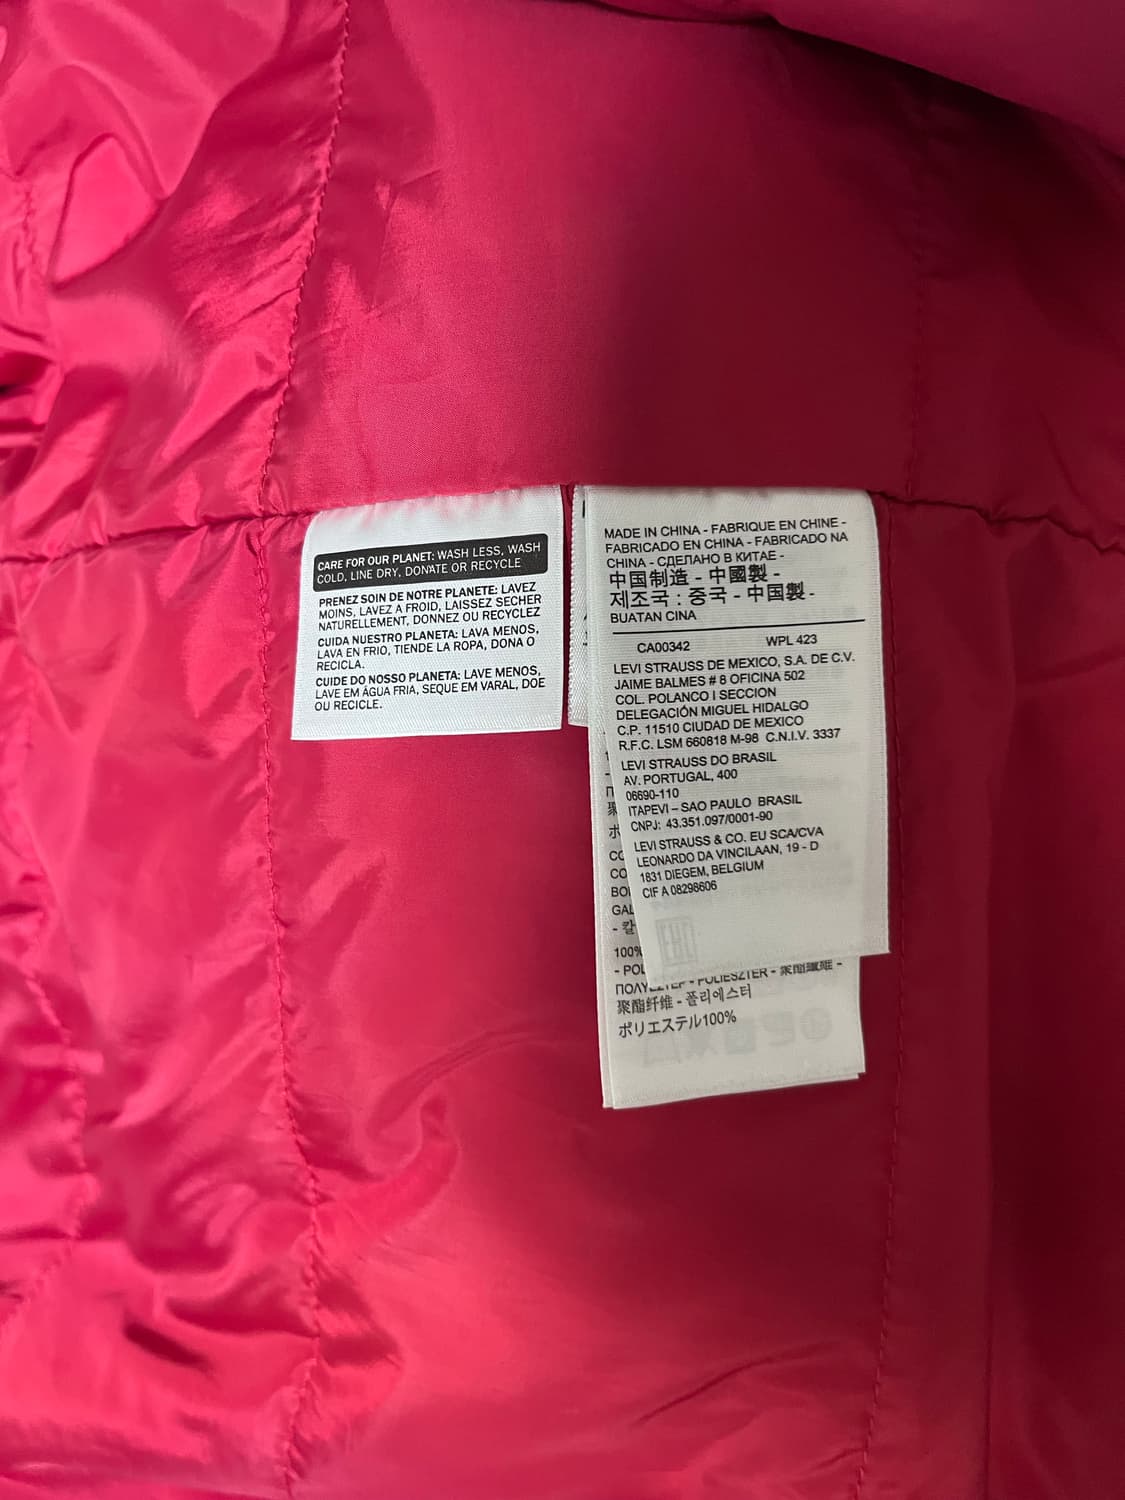 CARE FOR OUR PLANET: WASH LESS, WASH
COLD, LINE DRY, DONATE OR RECYCLE
PRENEZ SOIN DE NOTRE PLANETE: LAVEZ
MOINS, LAVEZ A FROID, LAISSEZ SECHER
NATURELLEMENT, DONNEZ OU RECYCLEZ
CUIDA NUESTRO PLANETA: LAVA MENOS,
LAVA EN FRIO, TIENDE LA ROPA, DONA O
RECICLA.
CUIDE DO NOSSO PLANETA: LAVE MENOS,
LAVE EM ÁGUA FRIA, SEQUE EM VARAL, DOE
OU RECICLE.
MADE IN CHINA - FABRIQUE EN CHINE -
FABRICADO EN CHINA - FABRICADO NA
CHINA - СДЕЛАНО В КИТАЕ -
中国制造 - 中國製 -
제조국 : 중국 - 中国製 -
BUATAN CINA
CA00342 WPL 423
LEVI STRAUSS DE MEXICO, S.A. DE C.V.
JAIME BALMES # 8 OFICINA 502
COL. POLANCO I SECCION
DELEGACIÓN MIGUEL HIDALGO
C.P. 11510 CIUDAD DE MEXICO
R.F.C. LSM 660818 M-98 C.N.I.V. 3337
LEVI STRAUSS DO BRASIL
AV. PORTUGAL, 400
06690-110
ITAPEVI – SAO PAULO BRASIL
CNPJ: 43.351.097/0001-90
LEVI STRAUSS & CO. EU SCA/CVA
LEONARDO DA VINCILAAN, 19 - D
1831 DIEGEM, BELGIUM
CIF A 08298606
100%
- POLIESZTER - 聚酯纖維 -
聚酯纤维 - 폴리에스터
ポリエステル100%